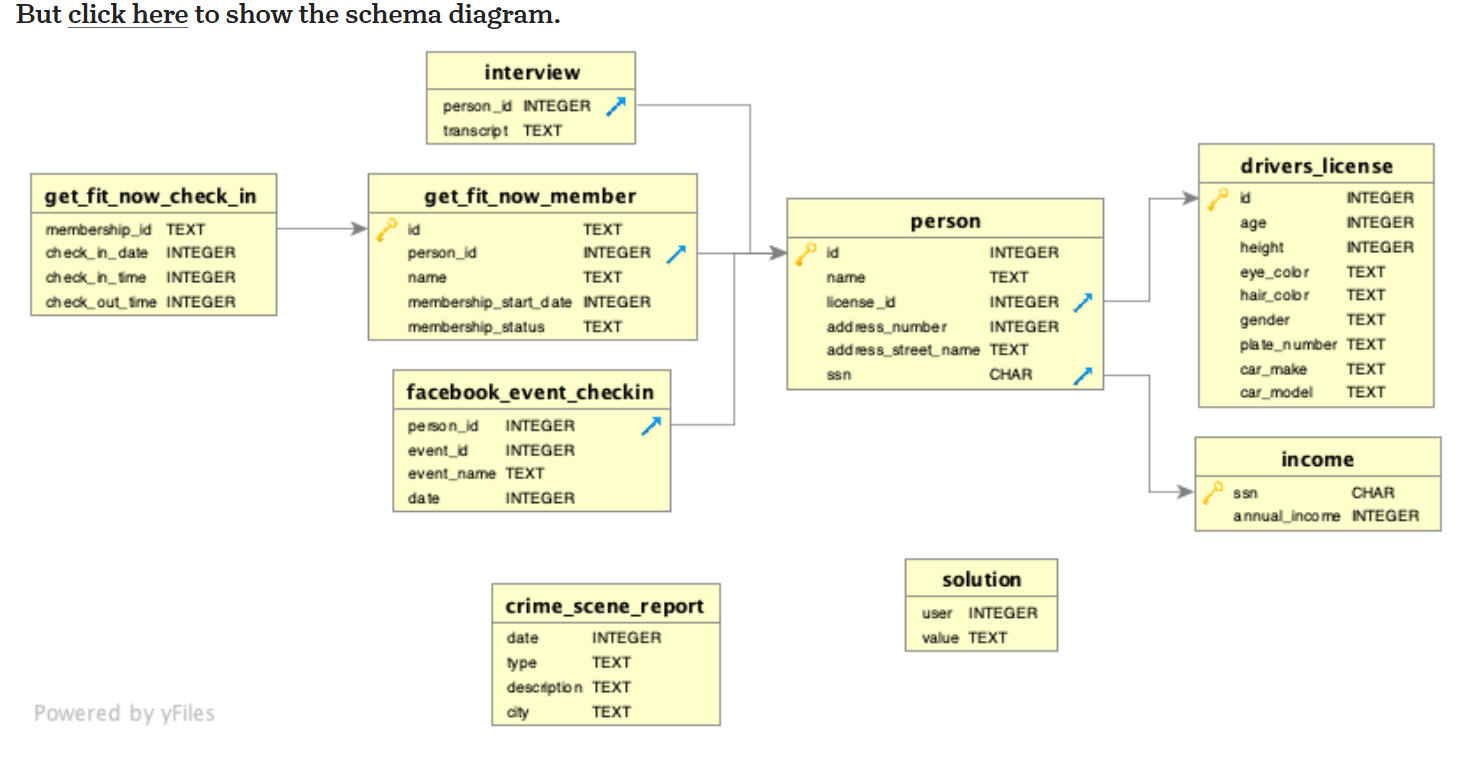 But click here to show the schema diagram.
interview
person_id INTEGER
transcript TEXT
get_fit_now_check_in
membership_id TEXT
check_in_date INTEGER
check_in_time INTEGER
check_out_time INTEGER
get_fit_now_member
id TEXT
person_id INTEGER
name TEXT
membership_start_date INTEGER
membership_status TEXT
facebook_event_checkin
person_id INTEGER
event_id INTEGER
event_name TEXT
date INTEGER
person
id INTEGER
name TEXT
license_id INTEGER
address_number INTEGER
address_street_name TEXT
ssn CHAR
drivers_license
id INTEGER
age INTEGER
height INTEGER
eye_color TEXT
hair_color TEXT
gender TEXT
plate_number TEXT
car_make TEXT
car_model TEXT
income
ssn CHAR
annual_income INTEGER
solution
user INTEGER
value TEXT
crime_scene_report
date INTEGER
type TEXT
description TEXT
city TEXT
Powered by yFiles